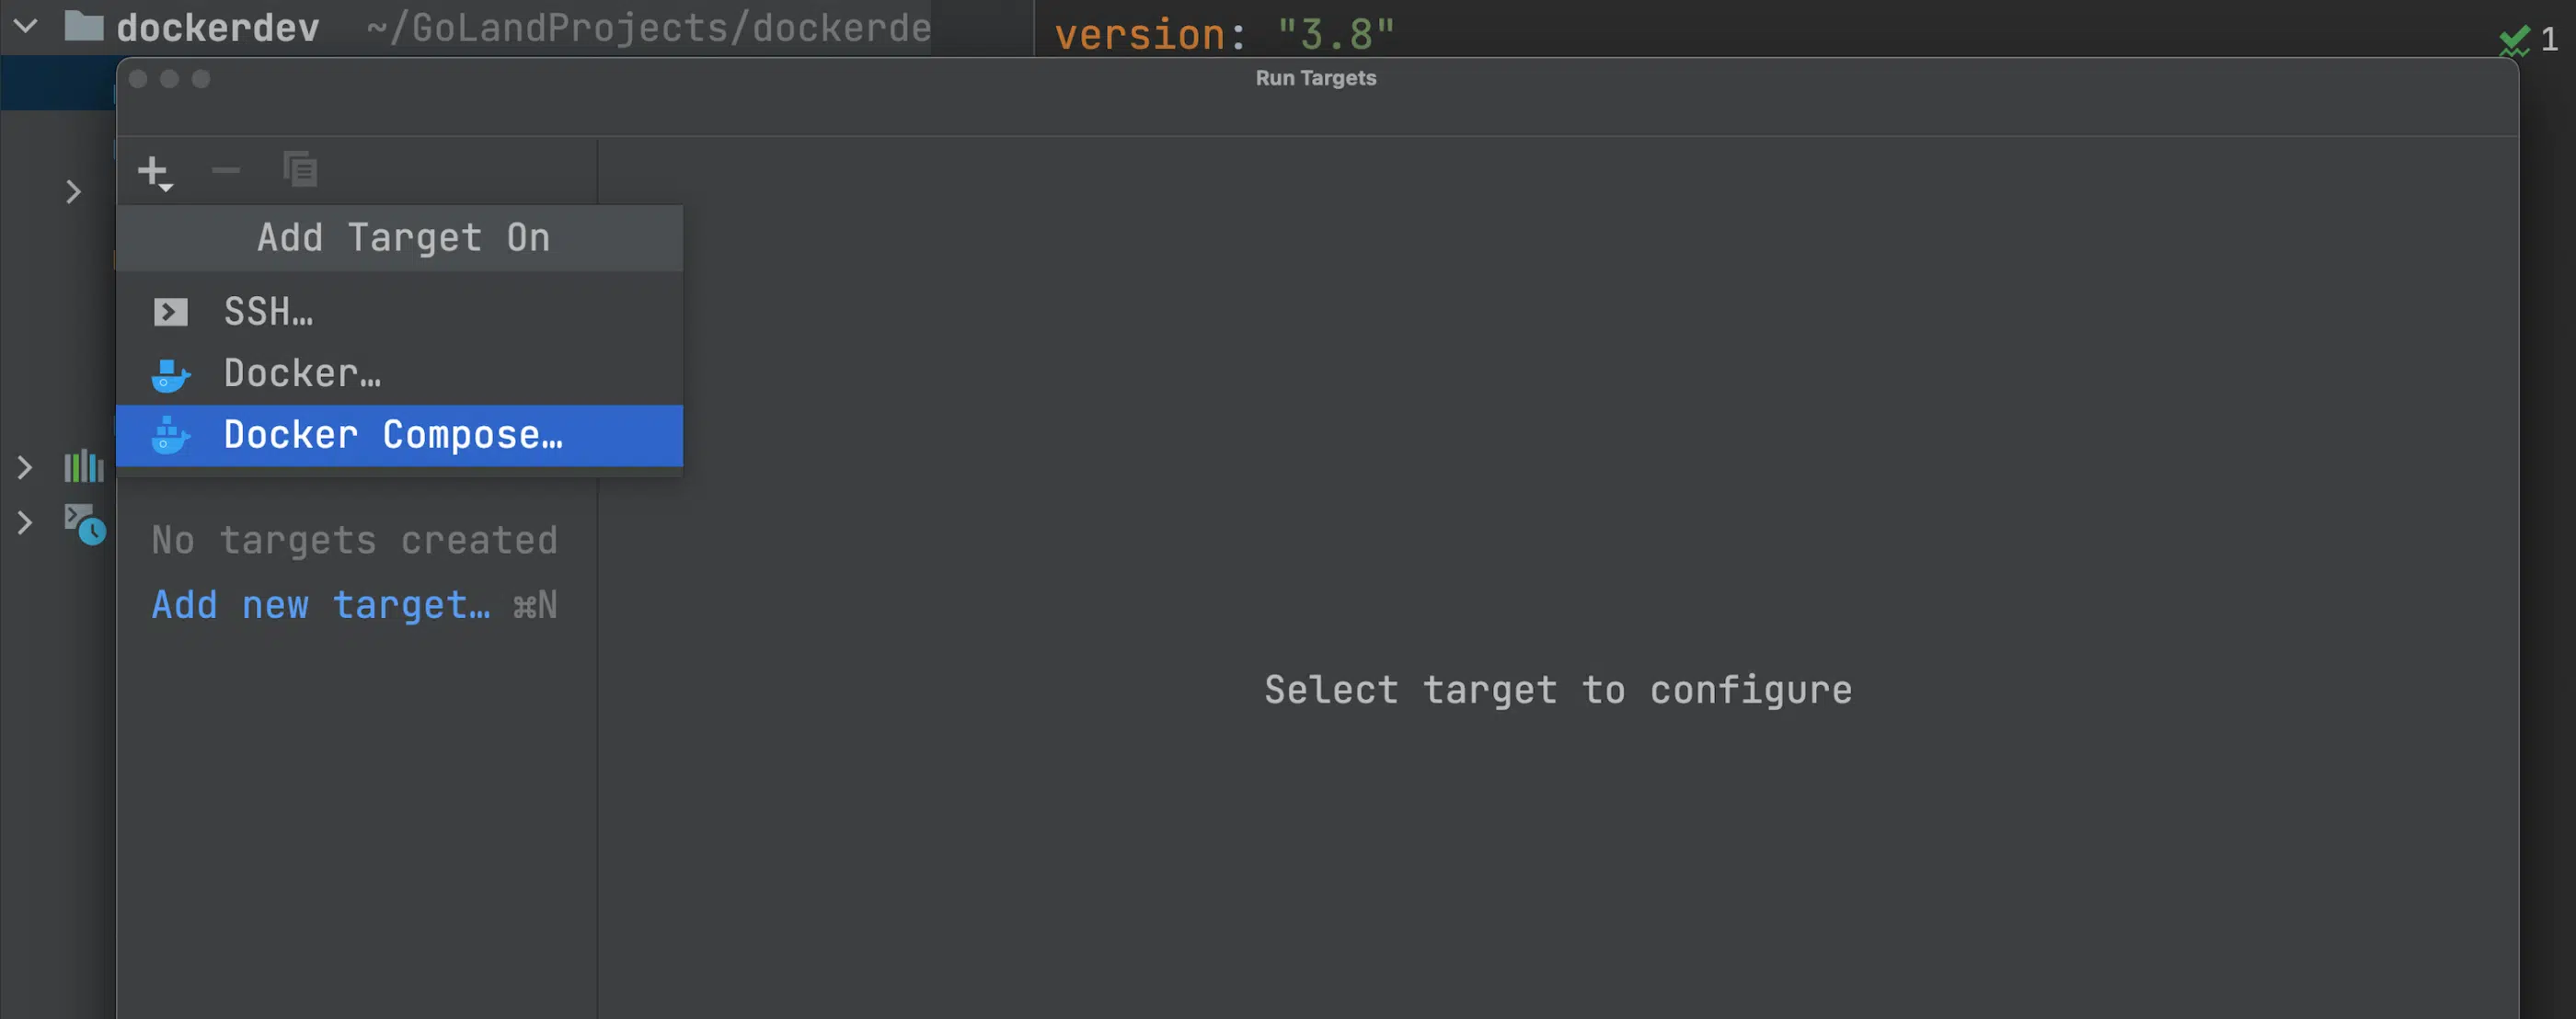 dockerdev ~/GoLandProjects/dockerde
version: "3.8"
1
Run Targets
Add Target On
SSH…
Docker…
Docker Compose…
No targets created
Add new target… ⌘N
Select target to configure